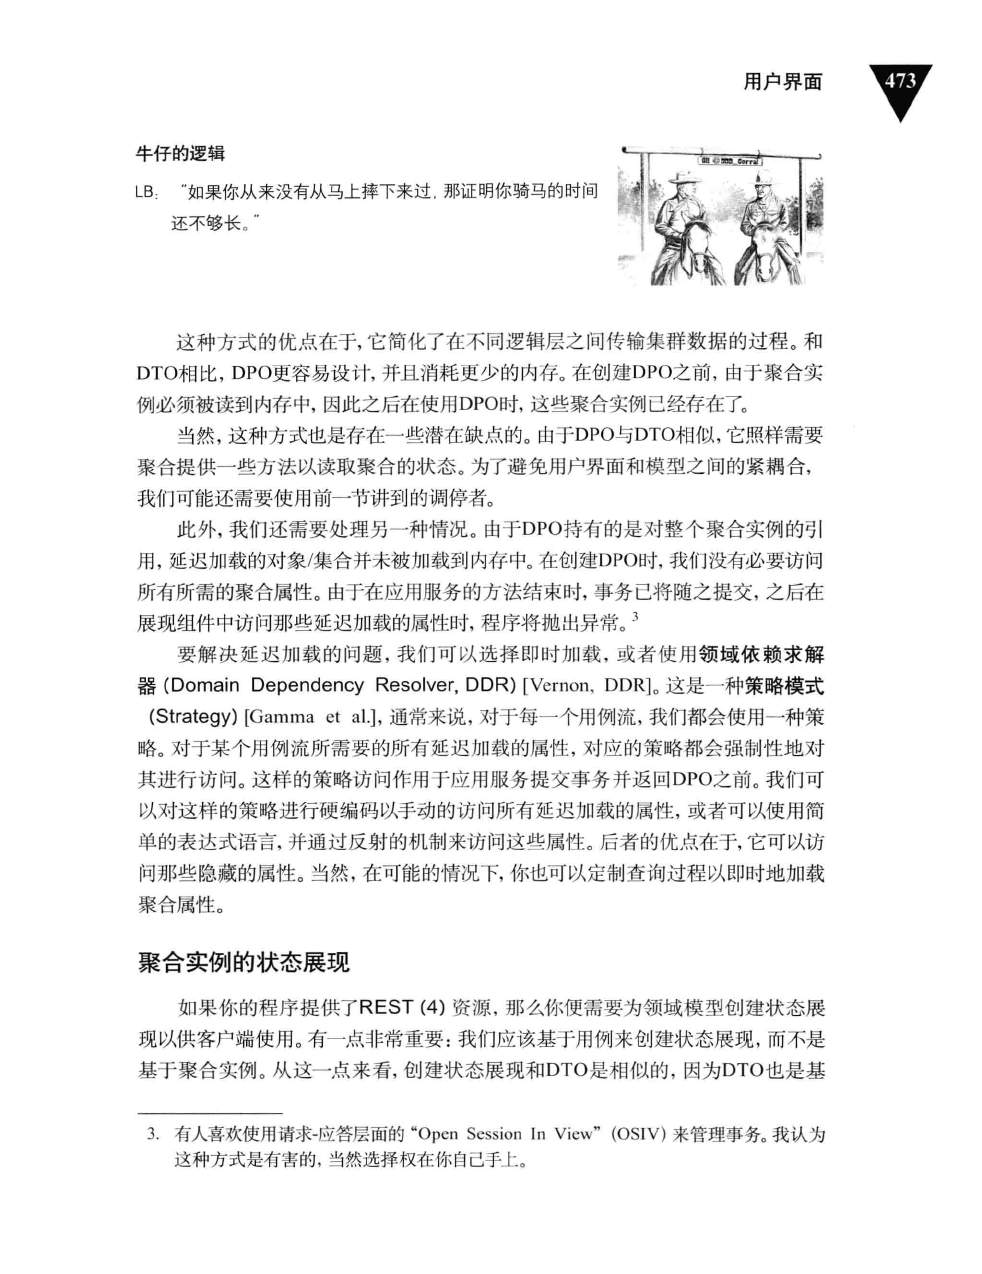 用户界面
473
牛仔的逻辑
LB: “如果你从来没有从马上摔下来过, 那证明你骑马的时间
还不够长。”
这种方式的优点在于, 它简化了在不同逻辑层之间传输集群数据的过程。和
DTO相比, DPO更容易设计, 并且消耗更少的内存。在创建DPO之前, 由于聚合实
例必须被读到内存中, 因此之后在使用DPO时, 这些聚合实例已经存在了。
当然, 这种方式也是存在一些潜在缺点的。由于DPO与DTO相似, 它照样需要
聚合提供一些方法以读取聚合的状态。为了避免用户界面和模型之间的紧耦合,
我们可能还需要使用前一节讲到的调停者。
此外, 我们还需要处理另一种情况。由于DPO持有的是对整个聚合实例的引
用, 延迟加载的对象/集合并未被加载到内存中。在创建DPO时, 我们没有必要访问
所有所需的聚合属性。由于在应用服务的方法结束时, 事务已将随之提交, 之后在
展现组件中访问那些延迟加载的属性时, 程序将抛出异常。3
要解决延迟加载的问题, 我们可以选择即时加载, 或者使用领域依赖求解
器 (Domain Dependency Resolver, DDR) [Vernon, DDR]。这是一种策略模式
(Strategy) [Gamma et al.], 通常来说, 对于每一个用例流, 我们都会使用一种策
略。对于某个用例流所需要的所有延迟加载的属性, 对应的策略都会强制性地对
其进行访问。这样的策略访问作用于应用服务提交事务并返回DPO之前。我们可
以对这样的策略进行硬编码以手动的访问所有延迟加载的属性, 或者可以使用简
单的表达式语言, 并通过反射的机制来访问这些属性。后者的优点在于, 它可以访
问那些隐藏的属性。当然, 在可能的情况下, 你也可以定制查询过程以即时地加载
聚合属性。
聚合实例的状态展现
如果你的程序提供了REST (4) 资源, 那么你便需要为领域模型创建状态展
现以供客户端使用。有一点非常重要: 我们应该基于用例来创建状态展现, 而不是
基于聚合实例。从这一点来看, 创建状态展现和DTO是相似的, 因为DTO也是基
3. 有人喜欢使用请求-应答层面的 “Open Session In View” (OSIV) 来管理事务。我认为
这种方式是有害的, 当然选择权在你自己手上。